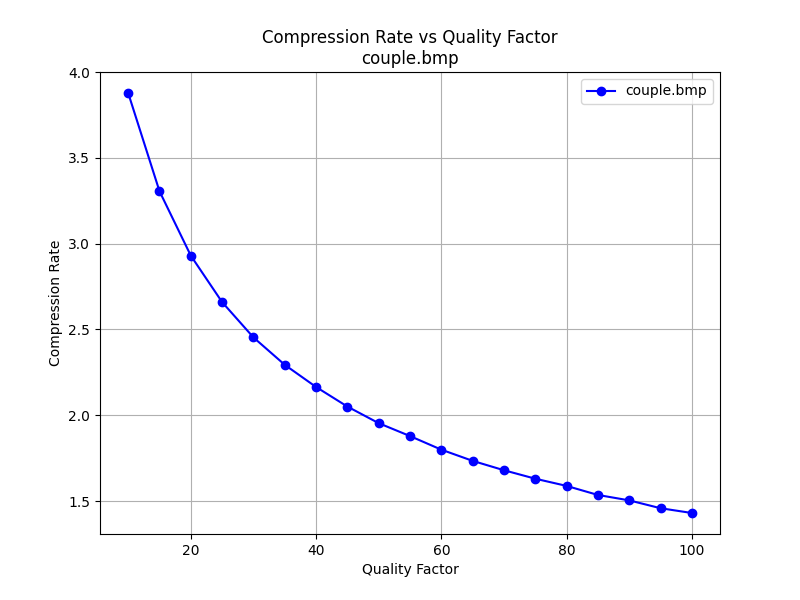 Compression Rate vs Quality Factor
couple.bmp
couple.bmp
4.0
3.5
3.0
2.5
2.0
1.5
Compression Rate
20 40 60 80 100
Quality Factor